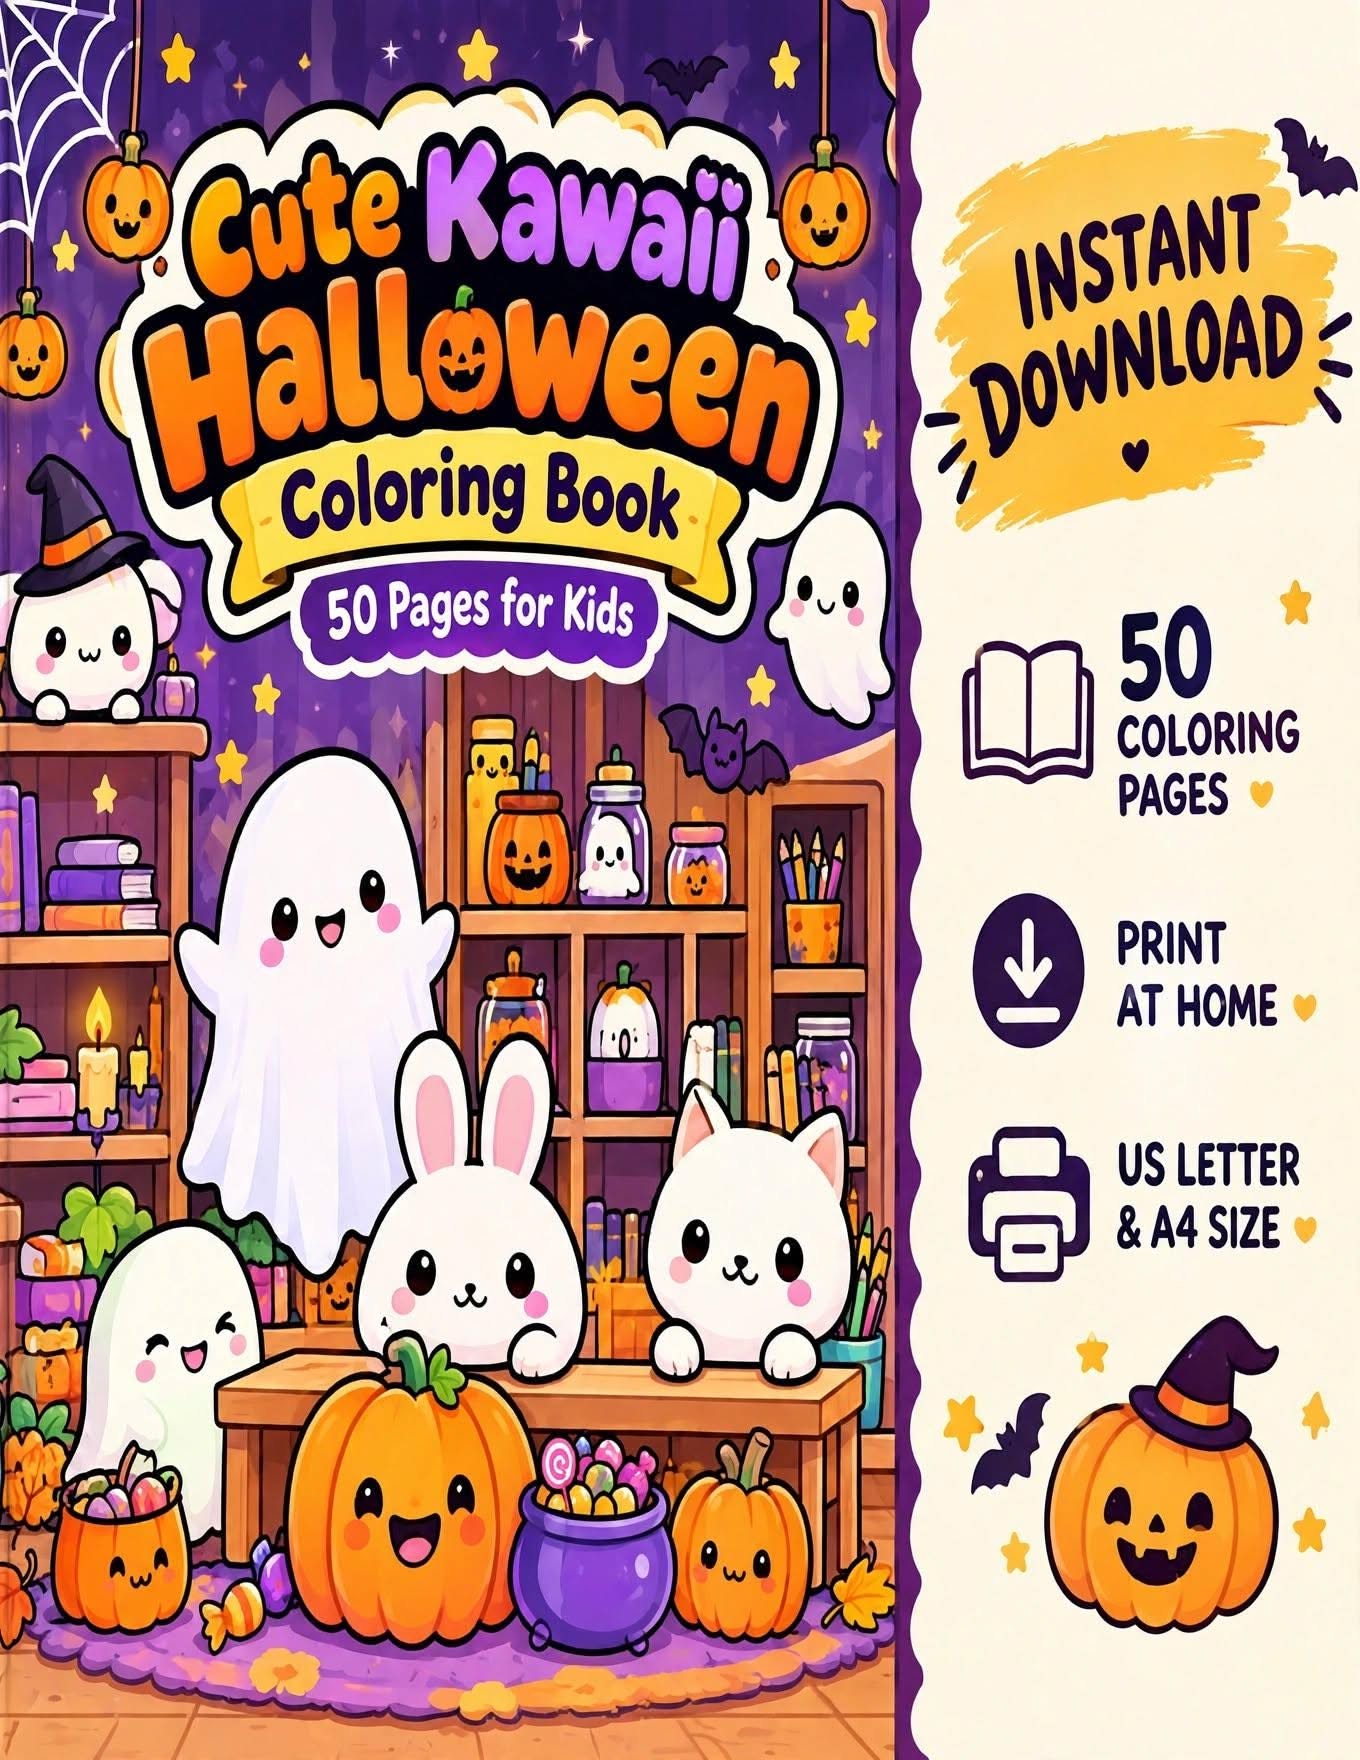 Cute Kawaii
Halloween
Coloring Book
50 Pages for Kids
INSTANT
DOWNLOAD
50
COLORING
PAGES
PRINT
AT HOME
US LETTER
& A4 SIZE